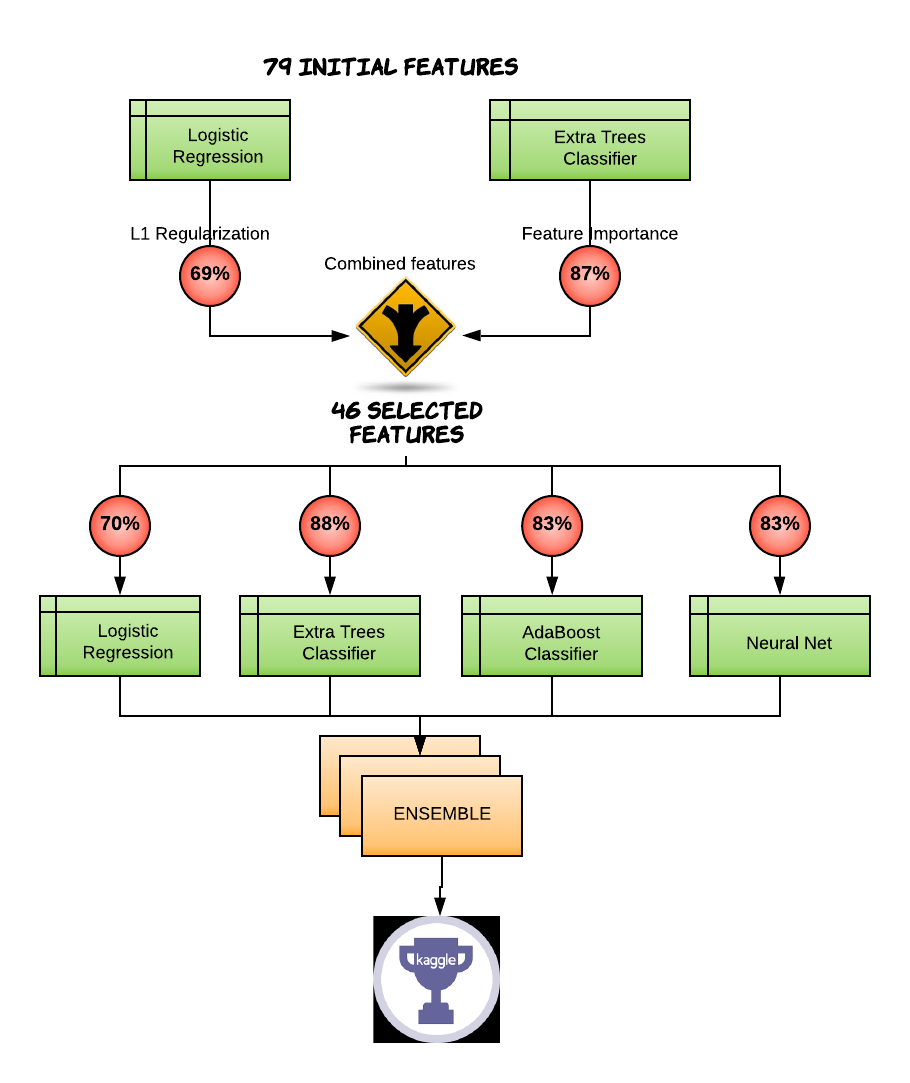 79 INITIAL FEATURES
Logistic
Regression
Extra Trees
Classifier
L1 Regularization
Feature Importance
69%
87%
Combined features
46 SELECTED
FEATURES
70%
88%
83%
83%
Logistic
Regression
Extra Trees
Classifier
AdaBoost
Classifier
Neural Net
ENSEMBLE
kaggle